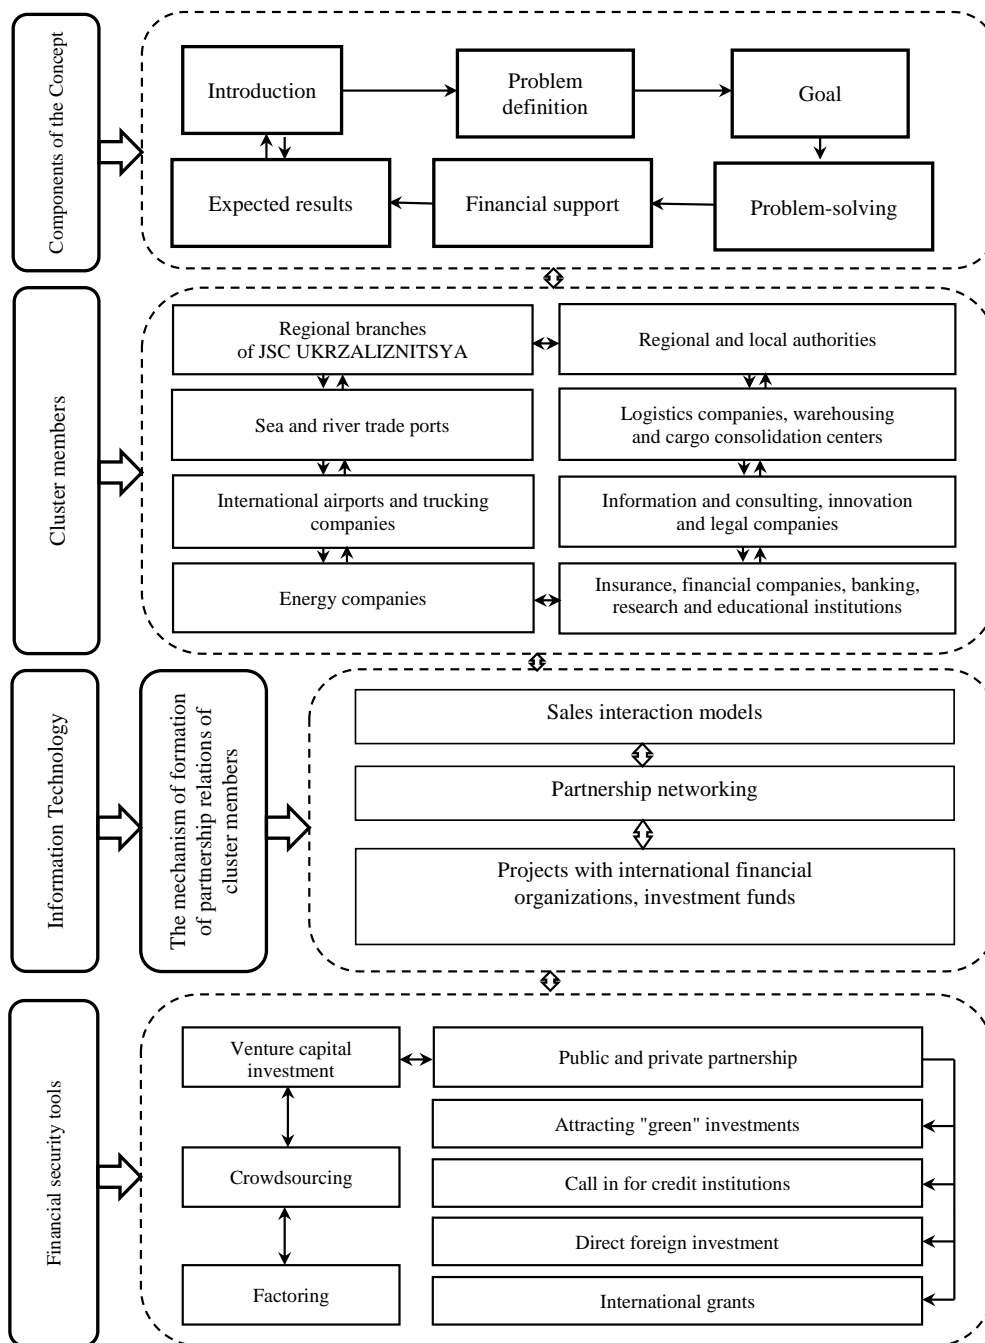 Components of the Concept
Introduction
Problem
definition
Goal
Expected results
Financial support
Problem-solving
Cluster members
Regional branches
of JSC UKRZALIZNITSYA
Regional and local authorities
Sea and river trade ports
Logistics companies, warehousing
and cargo consolidation centers
International airports and trucking
companies
Information and consulting, innovation
and legal companies
Energy companies
Insurance, financial companies, banking,
research and educational institutions
Information Technology
The mechanism of formation
of partnership relations of
cluster members
Sales interaction models
Partnership networking
Projects with international financial
organizations, investment funds
Financial security tools
Venture capital
investment
Public and private partnership
Attracting "green" investments
Crowdsourcing
Call in for credit institutions
Direct foreign investment
Factoring
International grants